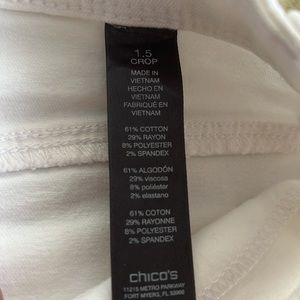 1.5
CROP
MADE IN
VIETNAM
HECHO EN
VIETNAM
FABRIQUÉ EN
VIETNAM
61% COTTON
29% RAYON
8% POLYESTER
2% SPANDEX
61% ALGODÓN
29% viscosa
8% poliéster
2% elastano
61% COTON
29% RAYONNE
8% POLYESTER
2% SPANDEX
chico's
11215 METRO PARKWAY
FORT MYERS, FL 33966